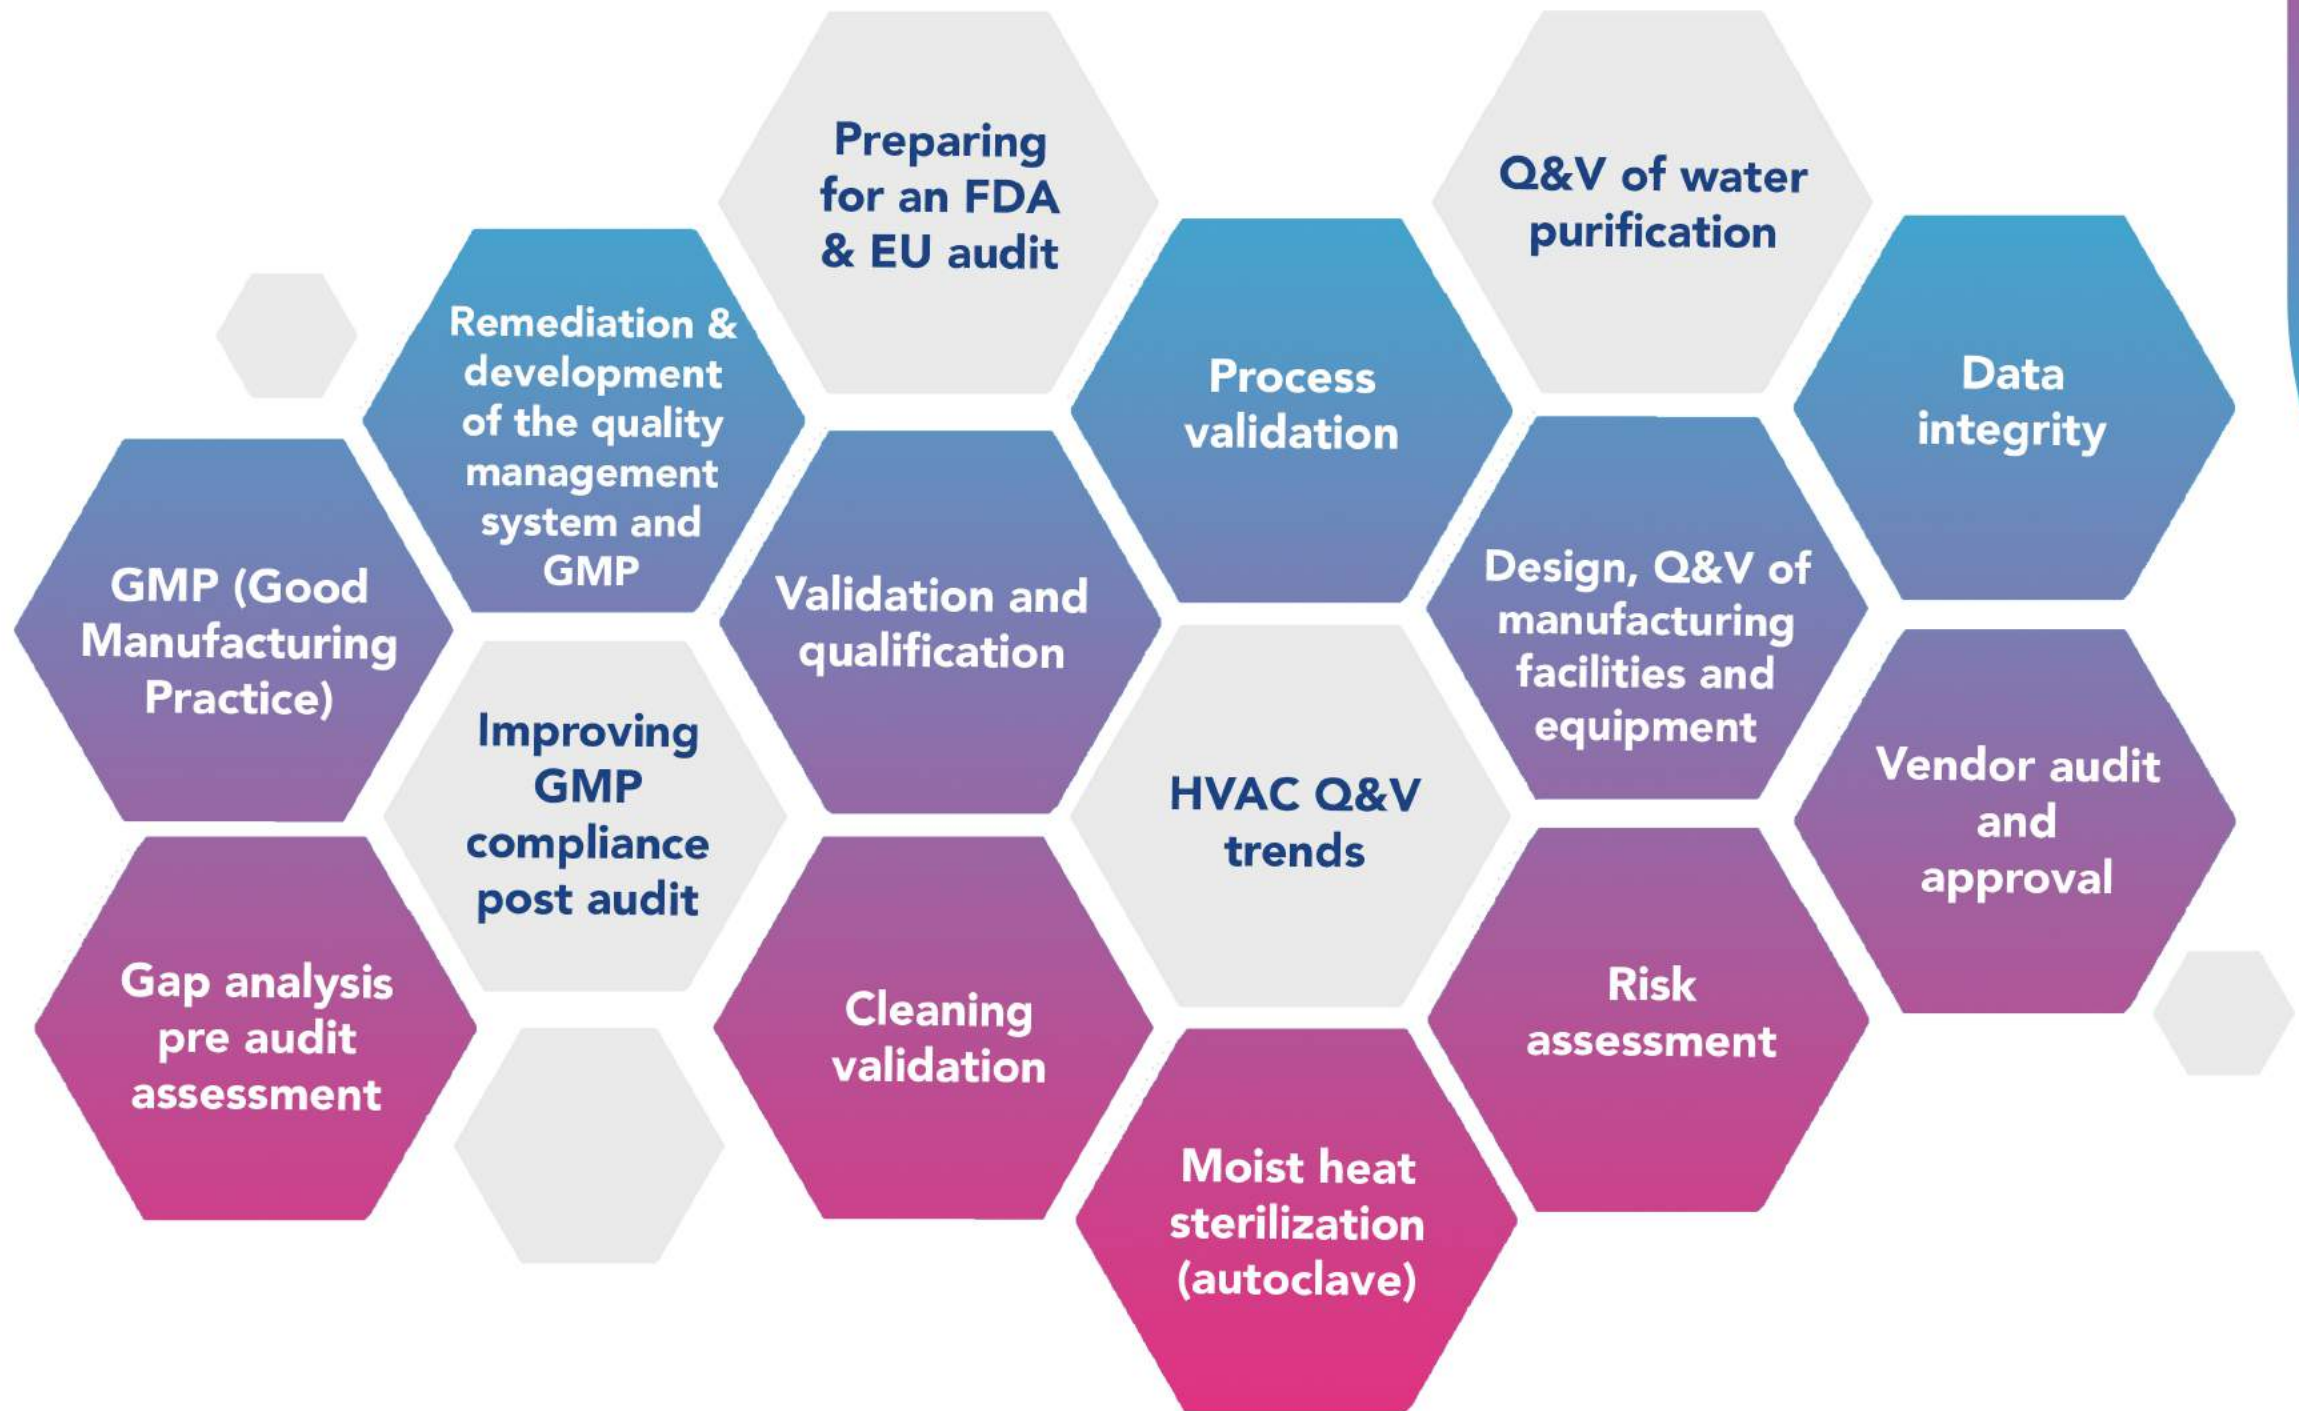 Preparing
for an FDA
& EU audit
Q&V of water
purification
Remediation &
development
of the quality
management
system and
GMP
Process
validation
Data
integrity
GMP (Good
Manufacturing
Practice)
Validation and
qualification
Design, Q&V of
manufacturing
facilities and
equipment
Improving
GMP
compliance
post audit
HVAC Q&V
trends
Vendor audit
and
approval
Gap analysis
pre audit
assessment
Cleaning
validation
Risk
assessment
Moist heat
sterilization
(autoclave)